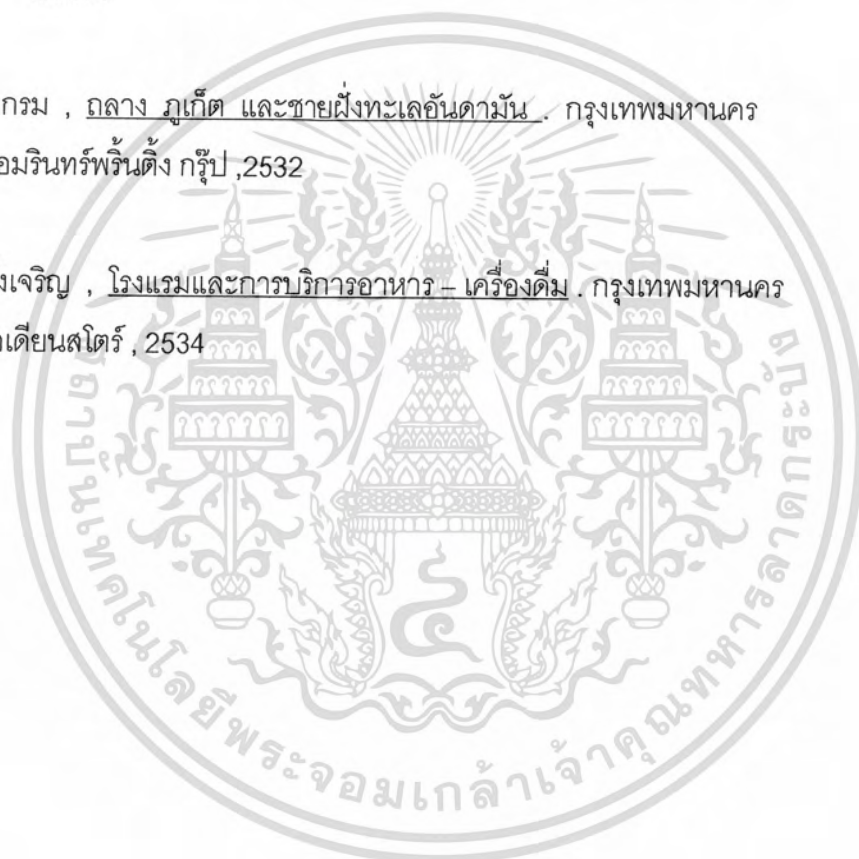 กรม , ถลาง ภูเก็ต และชายฝั่งทะเลอันดามัน . กรุงเทพมหานคร
อมรินทร์พริ้นติ้ง กรุ๊ป ,2532
เจริญ , โรงแรมและการบริการอาหาร – เครื่องดื่ม . กรุงเทพมหานคร
เดียนสโตร์ , 2534
สถาบันเทคโนโลยีพระจอมเกล้าเจ้าคุณทหารลาดกระบัง